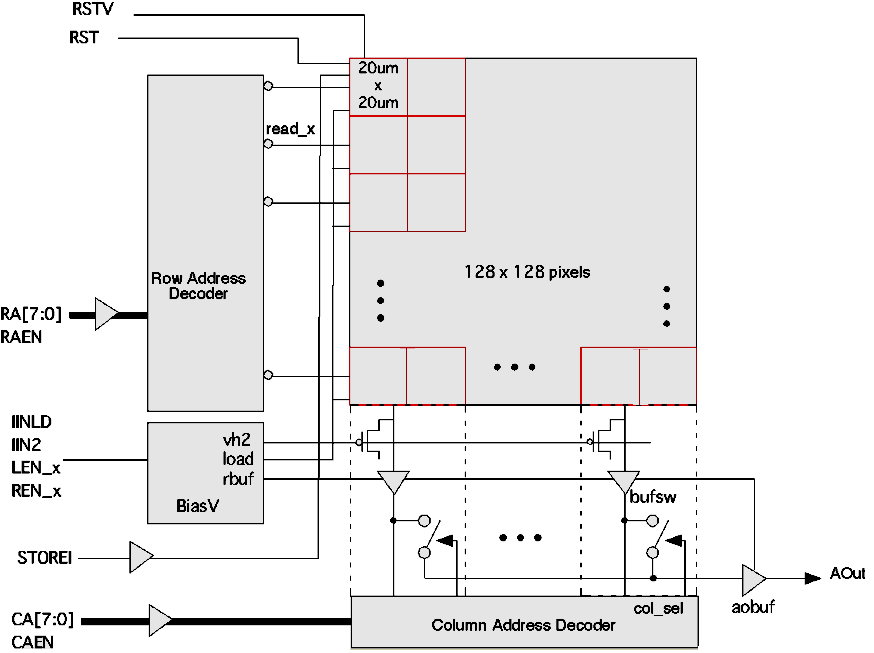 RSTV
RST
20um
x
20um
read_x
128 x 128 pixels
Row Address
Decoder
RA[7:0]
RAEN
IINLD
IIN2
LEN_x
REN_x
vh2
load
rbuf
BiasV
bufsw
STOREI
AOut
aobuf
col_sel
CA[7:0]
CAEN
Column Address Decoder